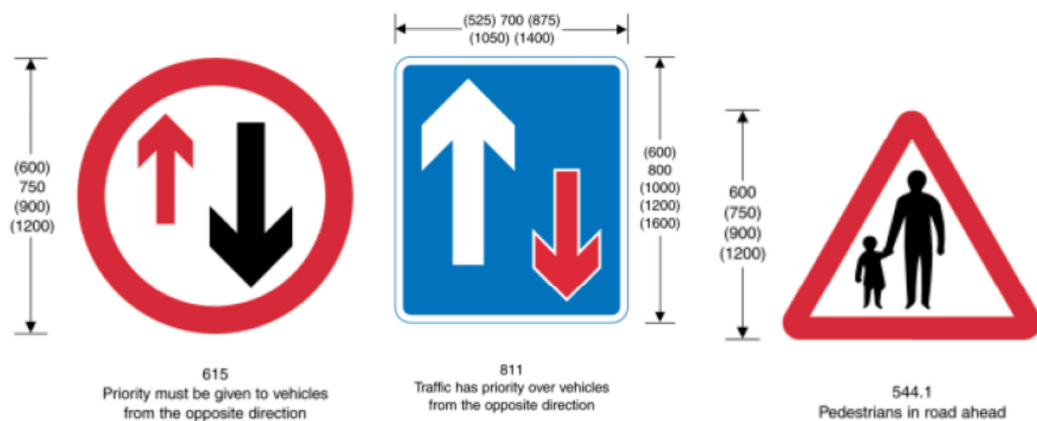 (600)
750
(900)
(1200)
615
Priority must be given to vehicles
from the opposite direction
(525) 700 (875)
(1050) (1400)
(600)
800
(1000)
(1200)
(1600)
811
Traffic has priority over vehicles
from the opposite direction
600
(750)
(900)
(1200)
544.1
Pedestrians in road ahead